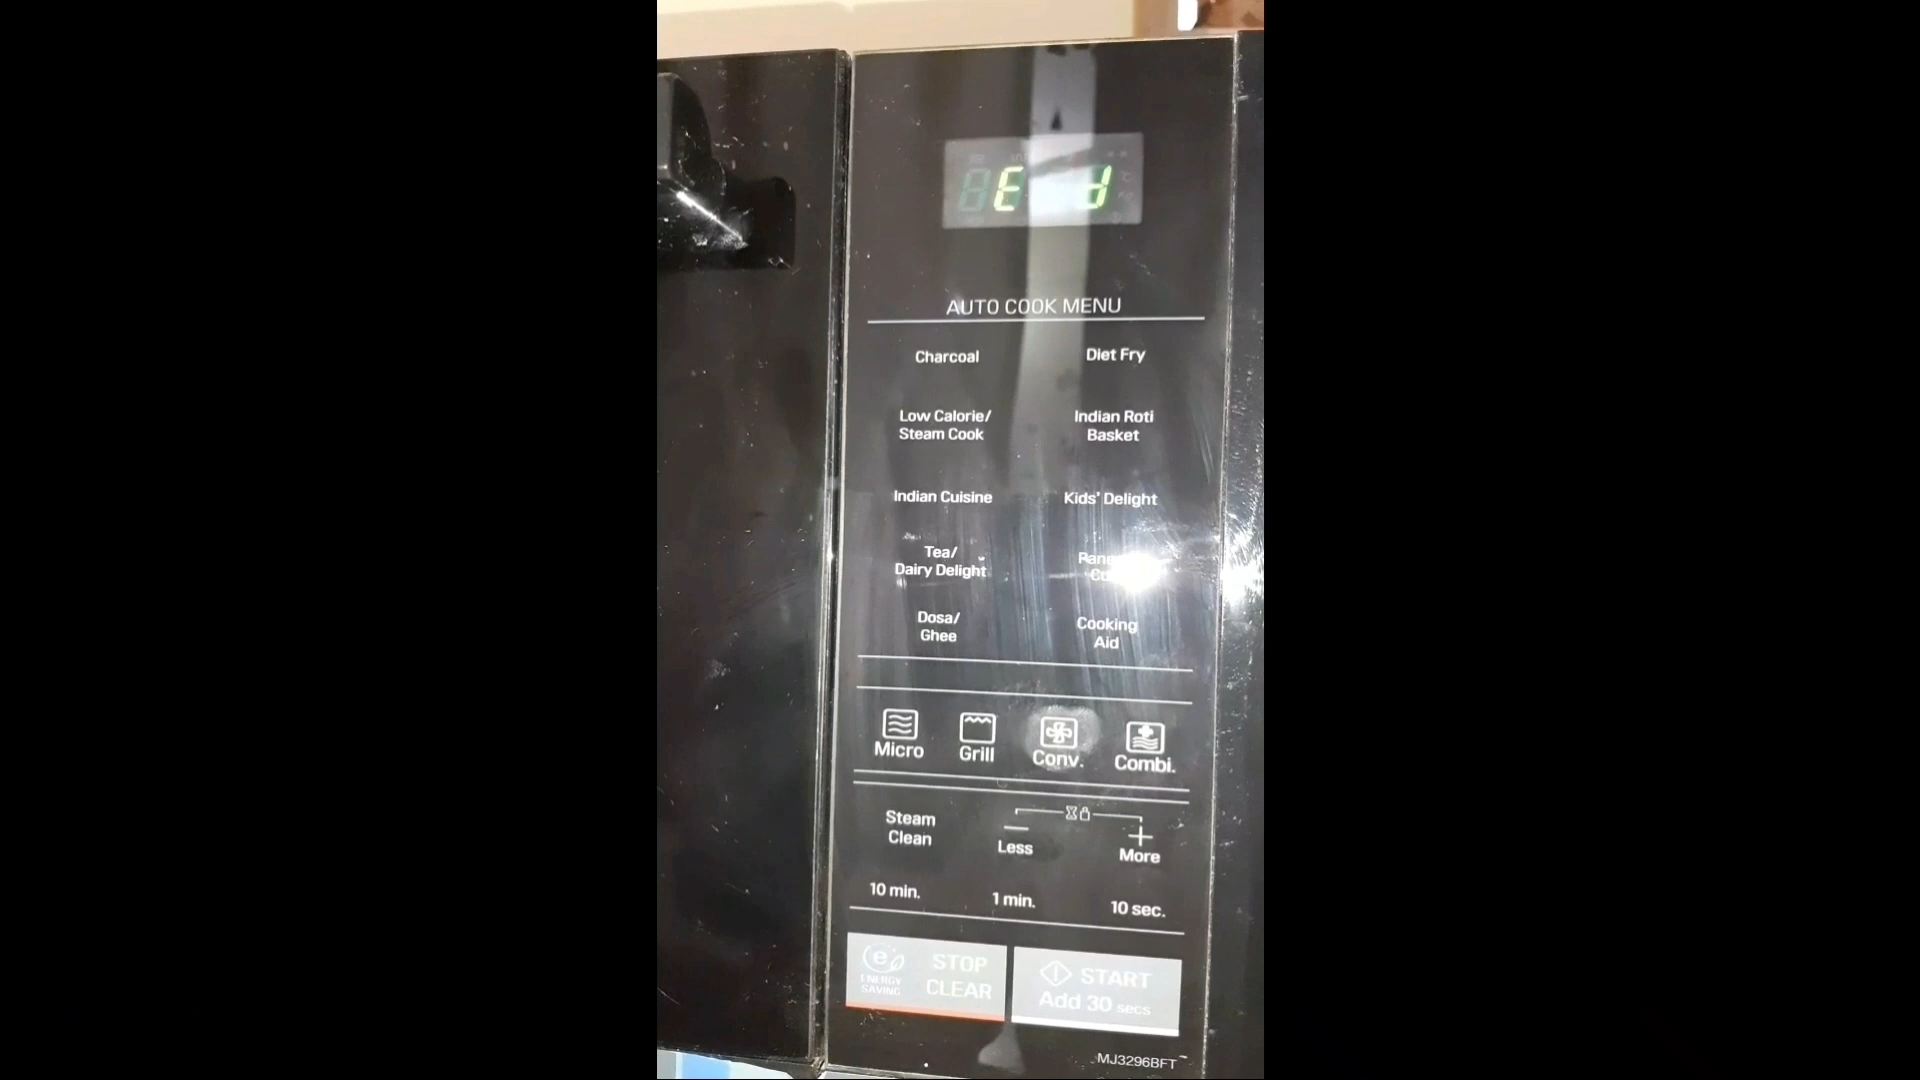 E d
AUTO COOK MENU
Charcoal
Diet Fry
Low Calorie/
Steam Cook
Indian Roti
Basket
Indian Cuisine
Kids' Delight
Tea/
Dairy Delight
Dosa/
Ghee
Cooking
Aid
Micro
Grill
Conv.
Combi.
Steam
Clean
Less
More
10 min.
1 min.
10 sec.
e
ENERGY
SAVING
STOP
CLEAR
START
Add 30 secs
MJ3296BFT